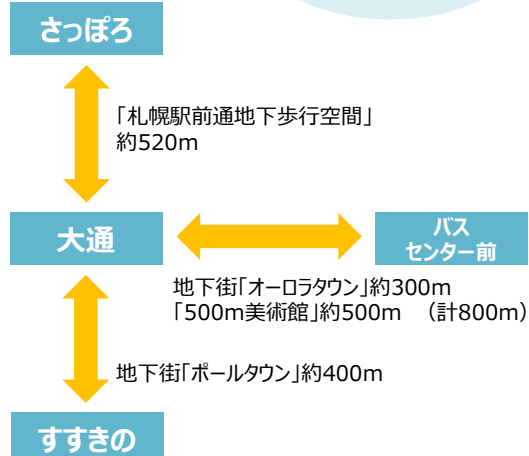 さっぽろ
「札幌駅前通地下歩行空間」
約520m
大通
バス
センター前
地下街「オーロラタウン」約300m
「500m美術館」約500m （計800m）
地下街「ポールタウン」約400m
すすきの